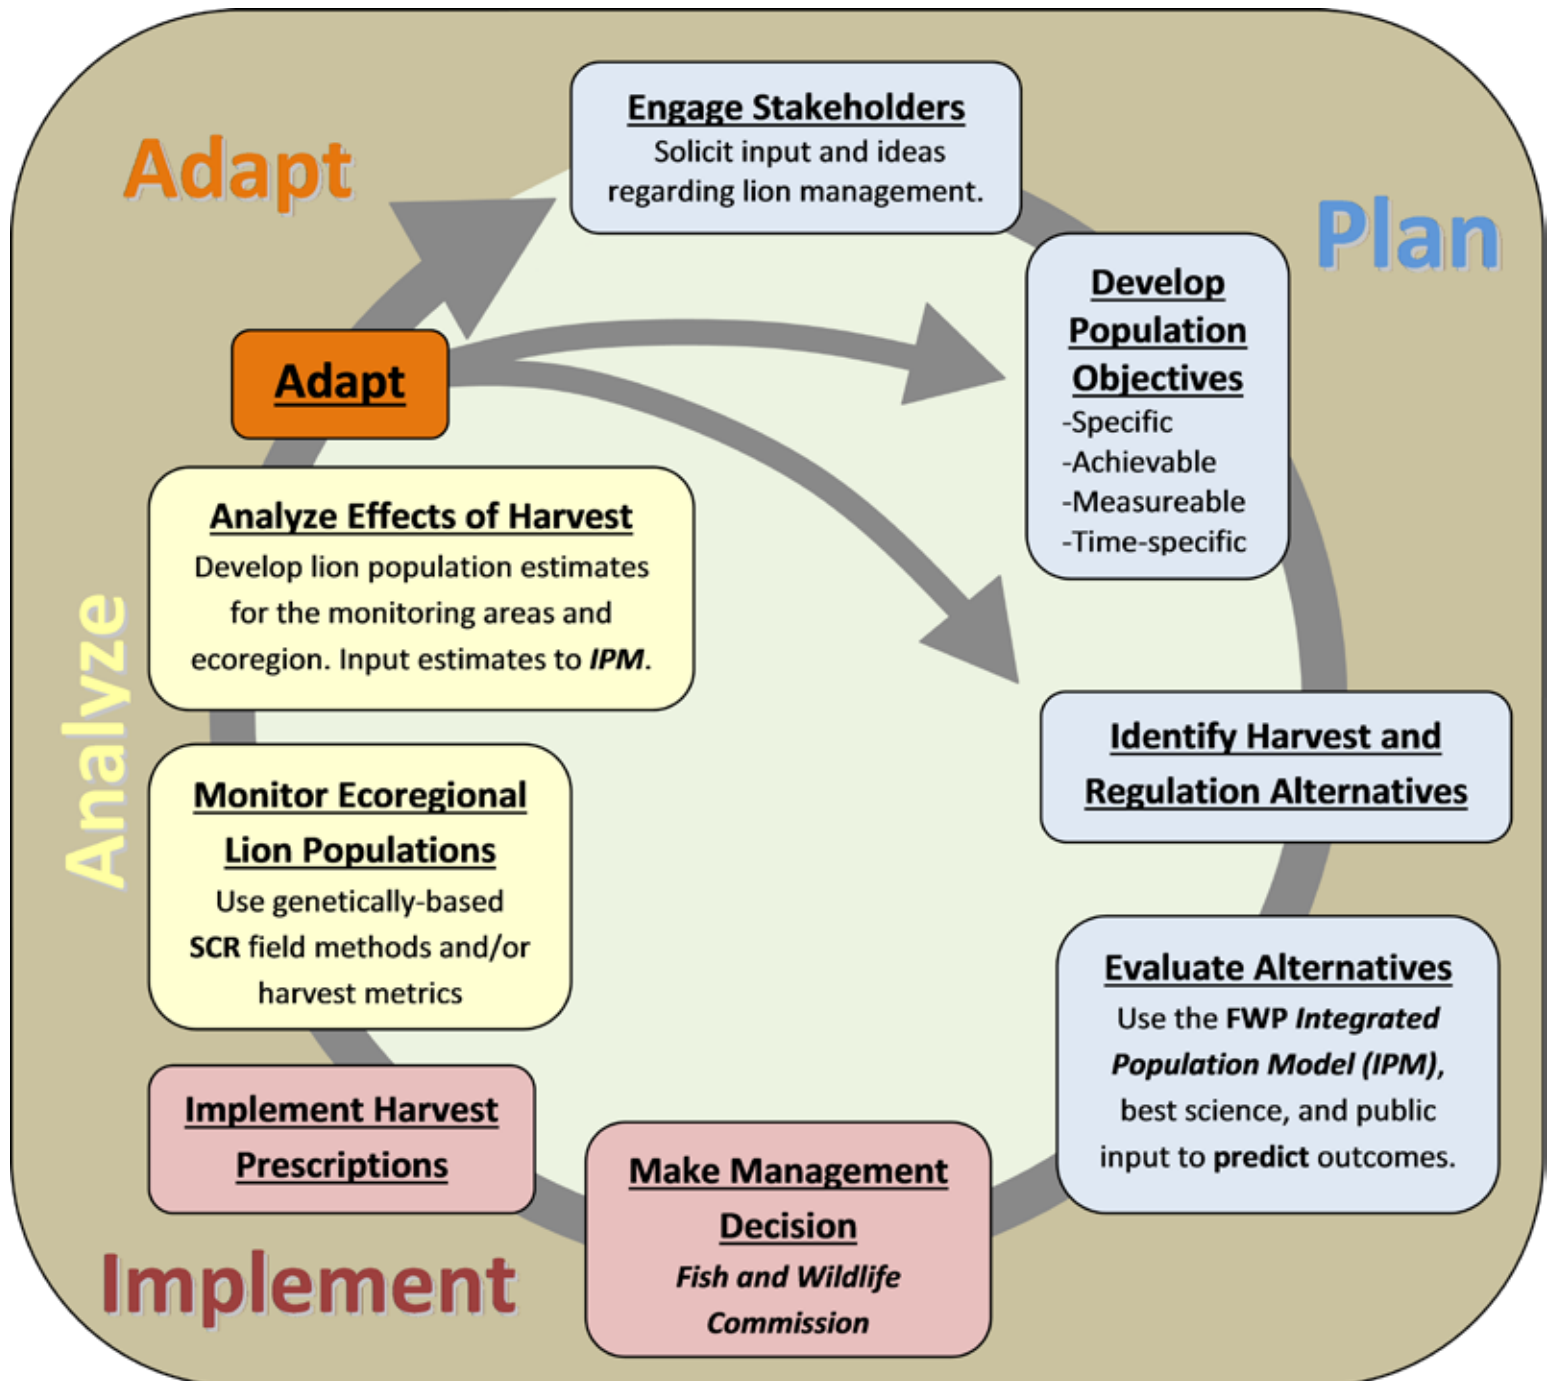 Adapt
Engage Stakeholders
Solicit input and ideas
regarding lion management.
Plan
Develop
Population
Objectives
-Specific
-Achievable
-Measureable
-Time-specific
Identify Harvest and
Regulation Alternatives
Evaluate Alternatives
Use the FWP Integrated
Population Model (IPM),
best science, and public
input to predict outcomes.
Make Management
Decision
Fish and Wildlife
Commission
Implement
Implement Harvest
Prescriptions
Analyze
Monitor Ecoregional
Lion Populations
Use genetically-based
SCR field methods and/or
harvest metrics
Analyze Effects of Harvest
Develop lion population estimates
for the monitoring areas and
ecoregion. Input estimates to IPM.
Adapt